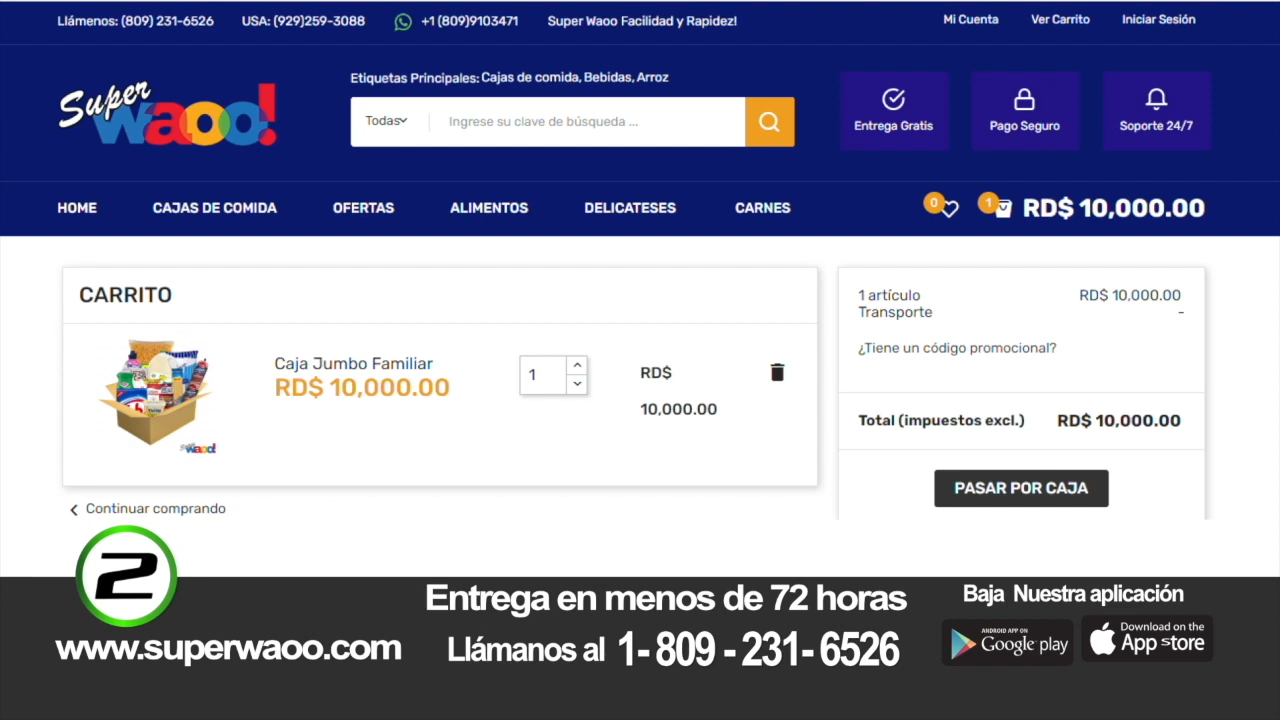 Llámenos: (809) 231-6526 USA: (929)259-3088 +1 (809)9103471 Super Waoo Facilidad y Rapidez! Mi Cuenta Ver Carrito Iniciar Sesión
Etiquetas Principales: Cajas de comida, Bebidas, Arroz
Super
waoo!
Todas Ingrese su clave de búsqueda ...
Entrega Gratis Pago Seguro Soporte 24/7
HOME CAJAS DE COMIDA OFERTAS ALIMENTOS DELICATESES CARNES 0 1 RD$ 10,000.00
CARRITO
Caja Jumbo Familiar
RD$ 10,000.00
1
RD$
10,000.00
Super waoo!
Continuar comprando
1 artículo RD$ 10,000.00
Transporte -
¿Tiene un código promocional?
Total (impuestos excl.) RD$ 10,000.00
PASAR POR CAJA
2
www.superwaoo.com
Entrega en menos de 72 horas
Llámanos al 1- 809 - 231- 6526
Baja Nuestra aplicación
ANDROID APP ON
Google play
Download on the
App store